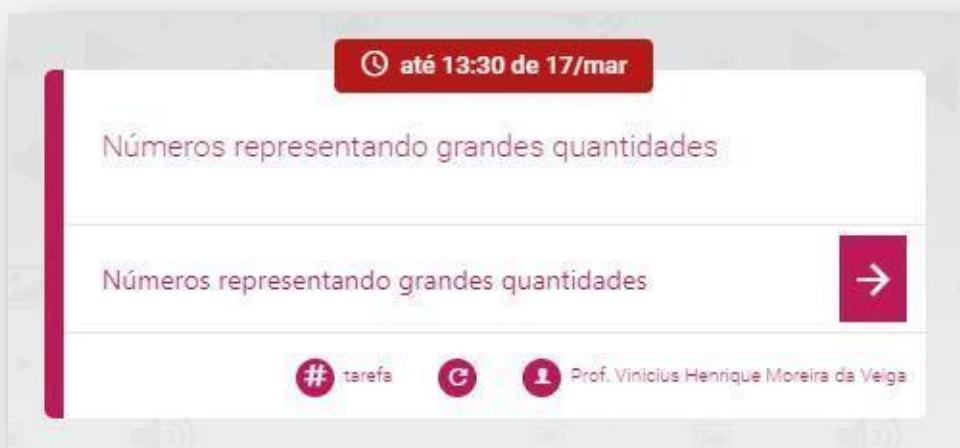 até 13:30 de 17/mar
Números representando grandes quantidades
Números representando grandes quantidades
# tarefa
Prof. Vinicius Henrique Moreira da Veiga